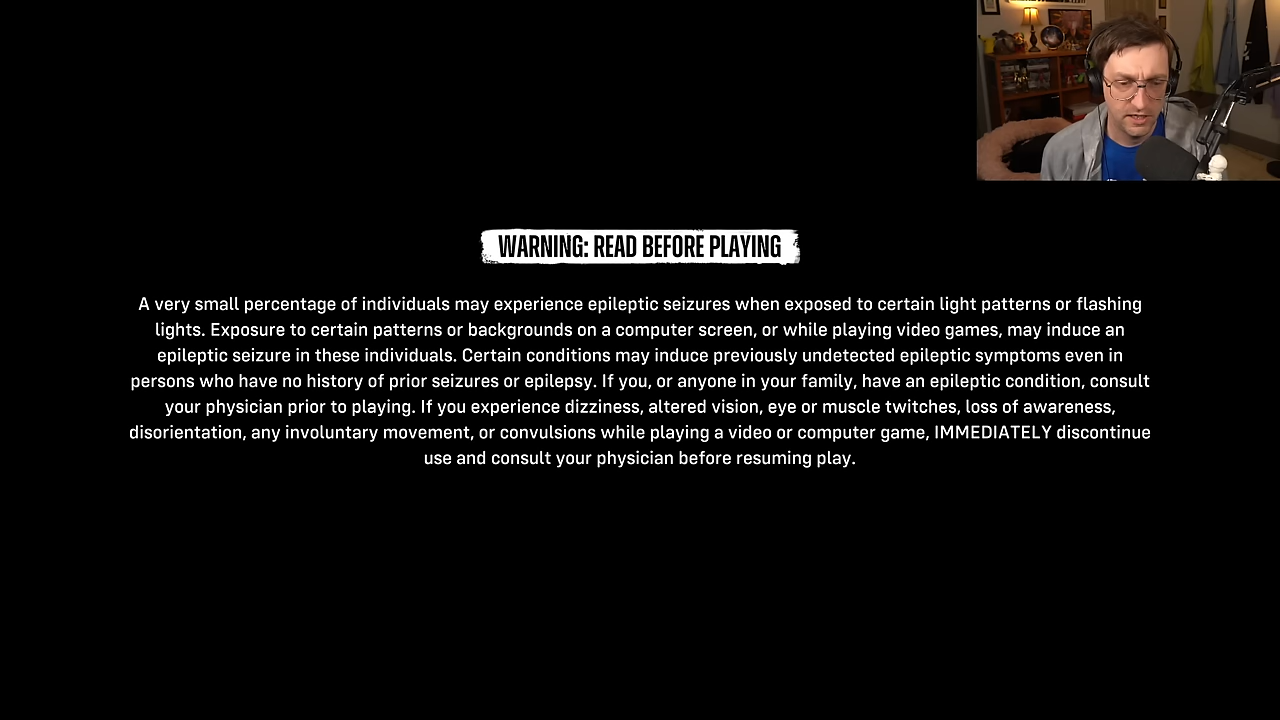 WARNING: READ BEFORE PLAYING
A very small percentage of individuals may experience epileptic seizures when exposed to certain light patterns or flashing
lights. Exposure to certain patterns or backgrounds on a computer screen, or while playing video games, may induce an
epileptic seizure in these individuals. Certain conditions may induce previously undetected epileptic symptoms even in
persons who have no history of prior seizures or epilepsy. If you, or anyone in your family, have an epileptic condition, consult
your physician prior to playing. If you experience dizziness, altered vision, eye or muscle twitches, loss of awareness,
disorientation, any involuntary movement, or convulsions while playing a video or computer game, IMMEDIATELY discontinue
use and consult your physician before resuming play.